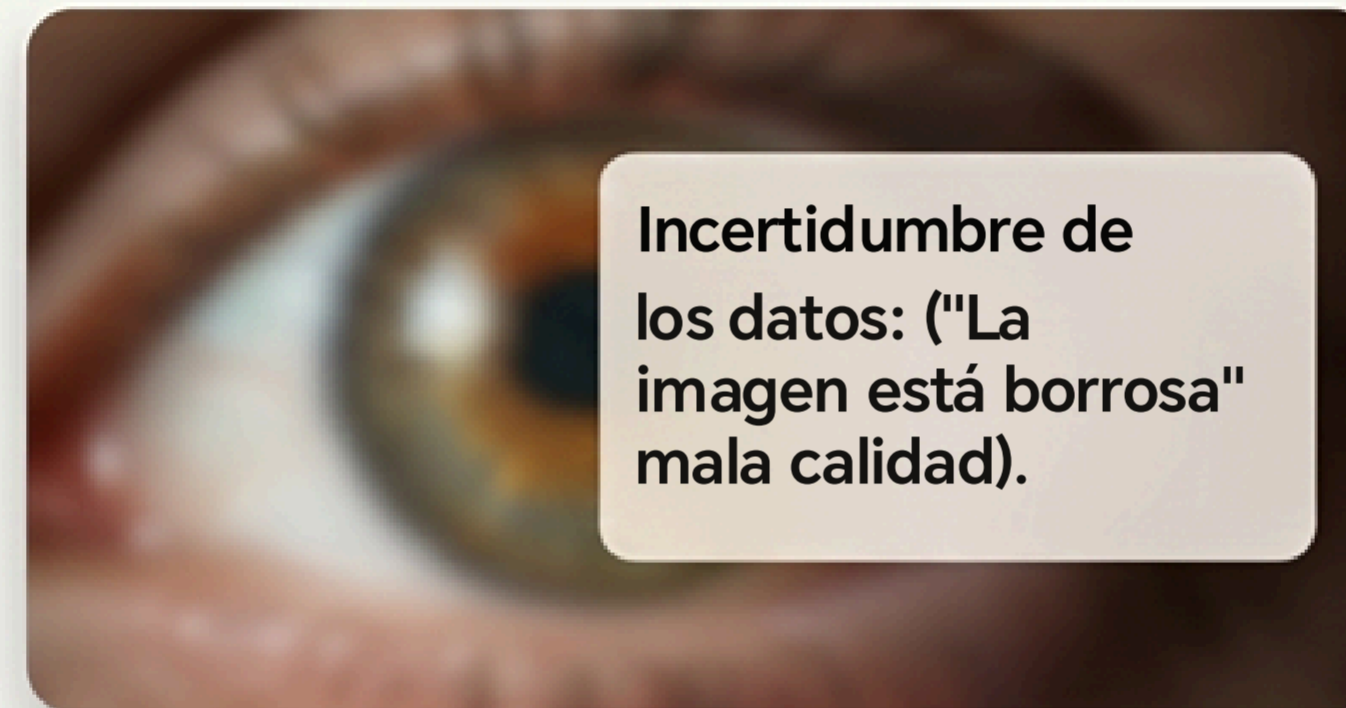 Incertidumbre de
los datos: ("La
imagen está borrosa"
mala calidad).